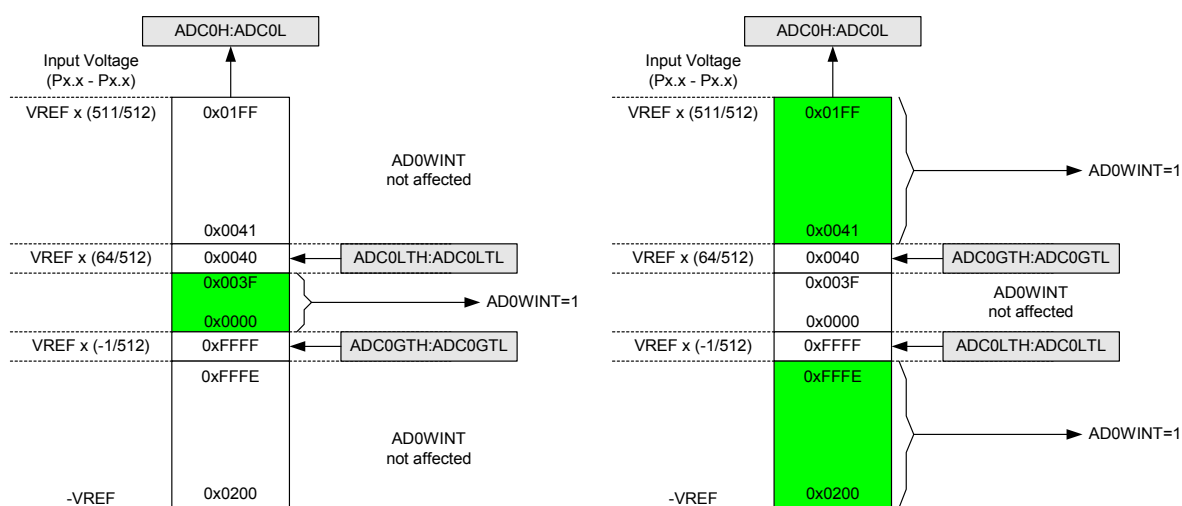 ADC0H:ADC0L
Input Voltage
(Px.x - Px.x)
VREF x (511/512)
0x01FF
AD0WINT
not affected
0x0041
VREF x (64/512)
0x0040
ADC0LTH:ADC0LTL
0x003F
AD0WINT=1
0x0000
VREF x (-1/512)
0xFFFF
ADC0GTH:ADC0GTL
0xFFFE
AD0WINT
not affected
-VREF
0x0200
ADC0H:ADC0L
Input Voltage
(Px.x - Px.x)
VREF x (511/512)
0x01FF
AD0WINT=1
0x0041
VREF x (64/512)
0x0040
ADC0GTH:ADC0GTL
0x003F
AD0WINT
not affected
0x0000
VREF x (-1/512)
0xFFFF
ADC0LTH:ADC0LTL
0xFFFE
AD0WINT=1
-VREF
0x0200